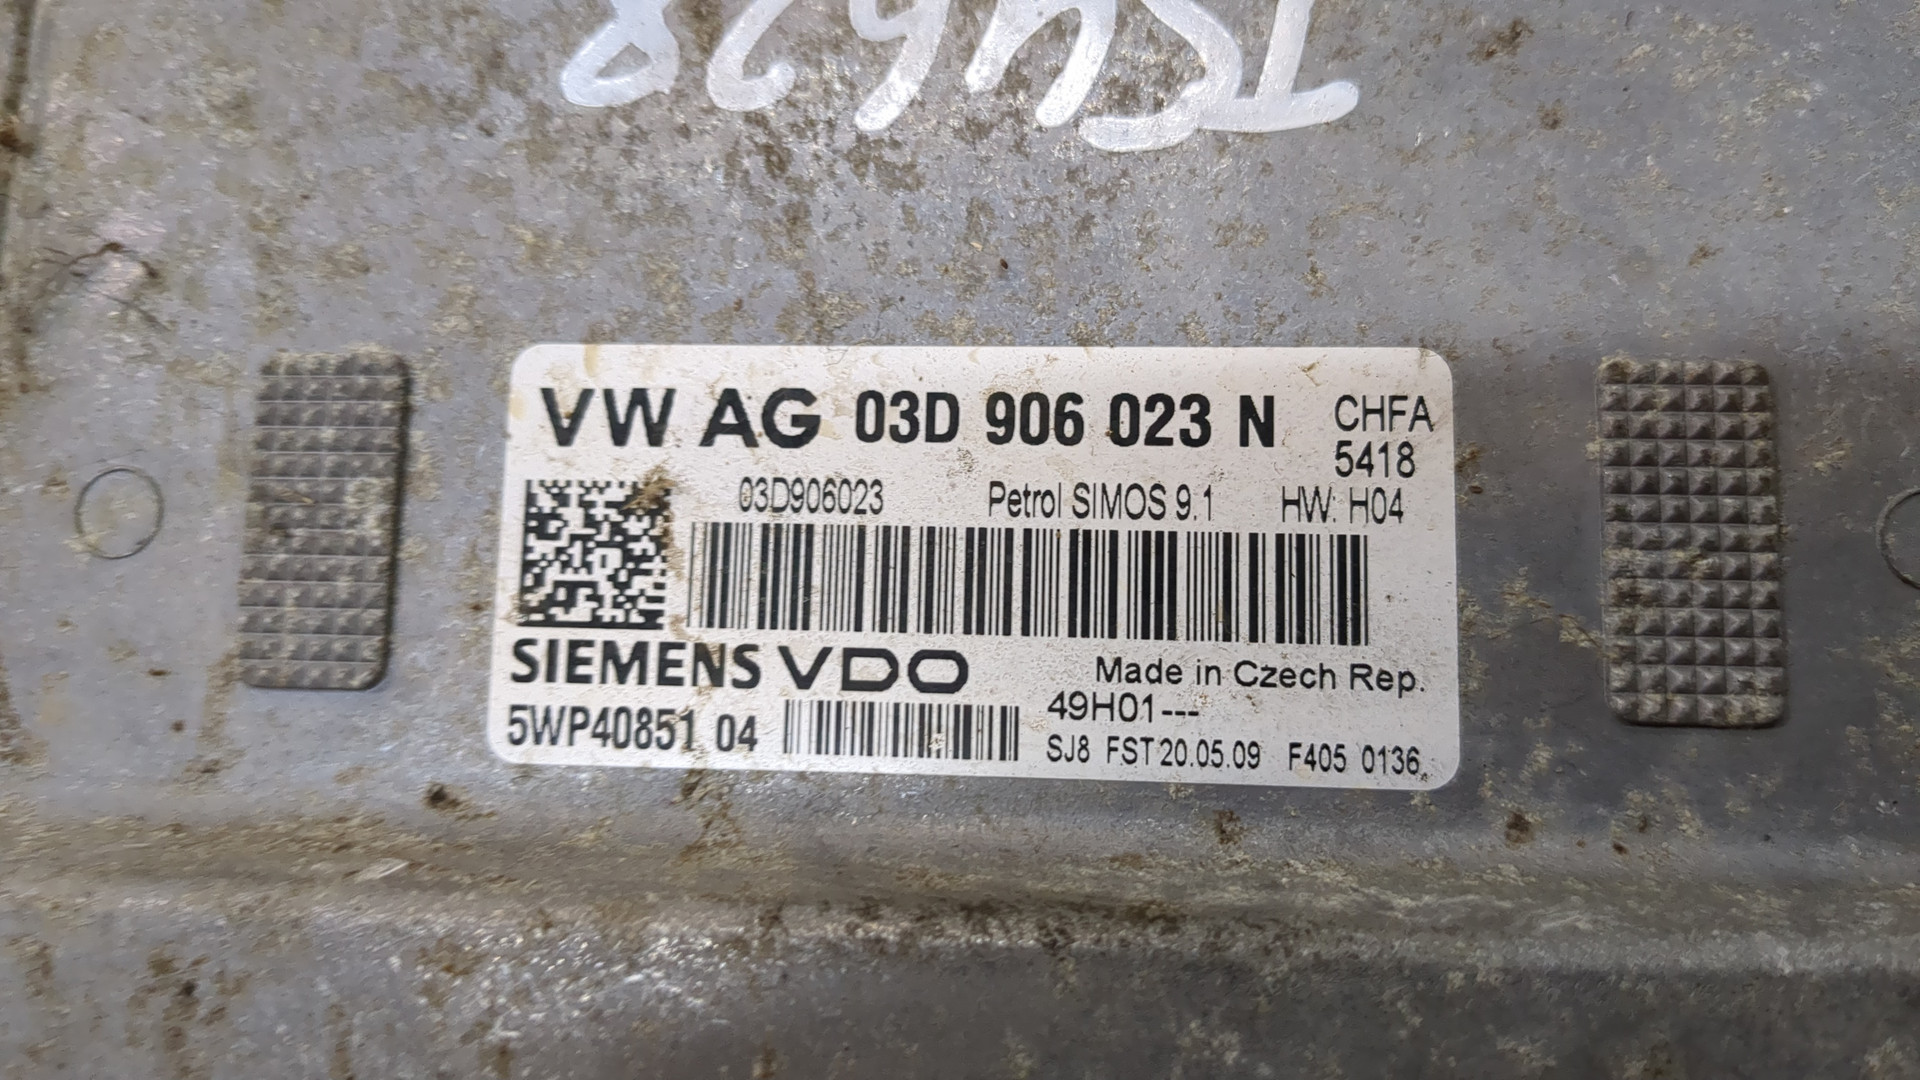 VW AG 03D 906 023 N CHFA
5418
03D906023 Petrol SIMOS 9.1 HW: H04
SIEMENS VDO Made in Czech Rep.
5WP40851 04 49H01---
SJ8 FST 20.05.09 F405 0136